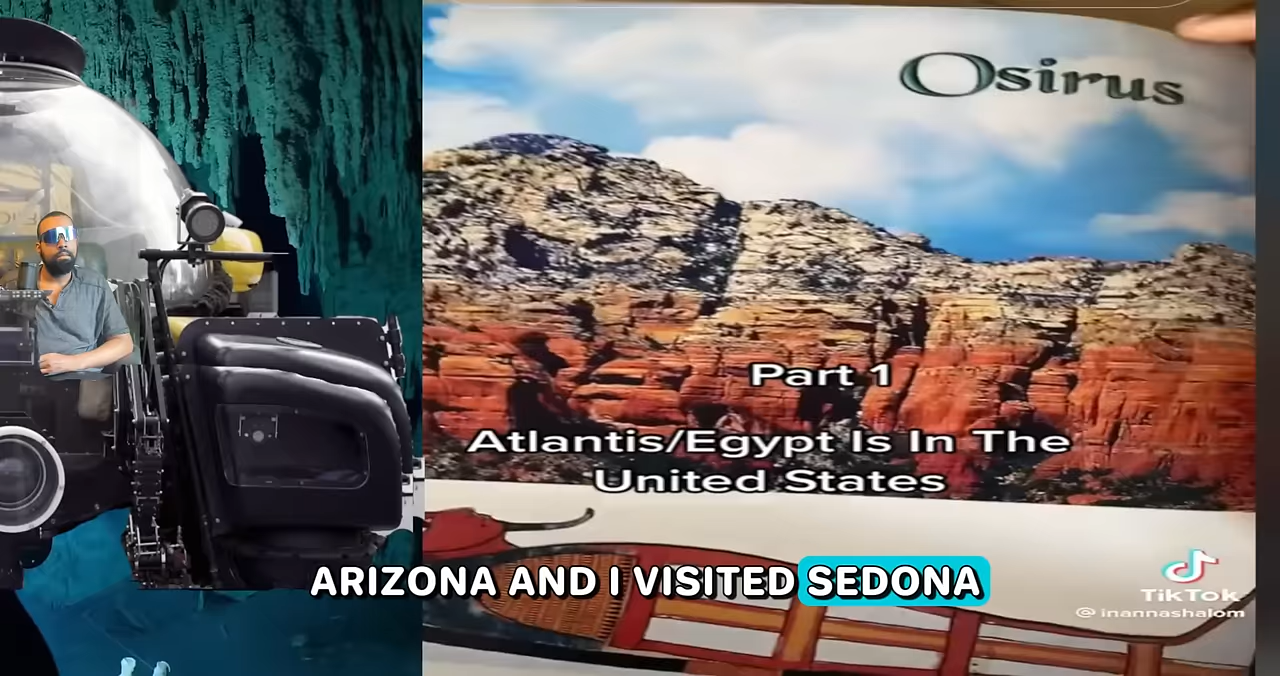 Osirus
Part 1
Atlantis/Egypt Is In The
United States
ARIZONA AND I VISITED SEDONA
TikTok
@inannashalom